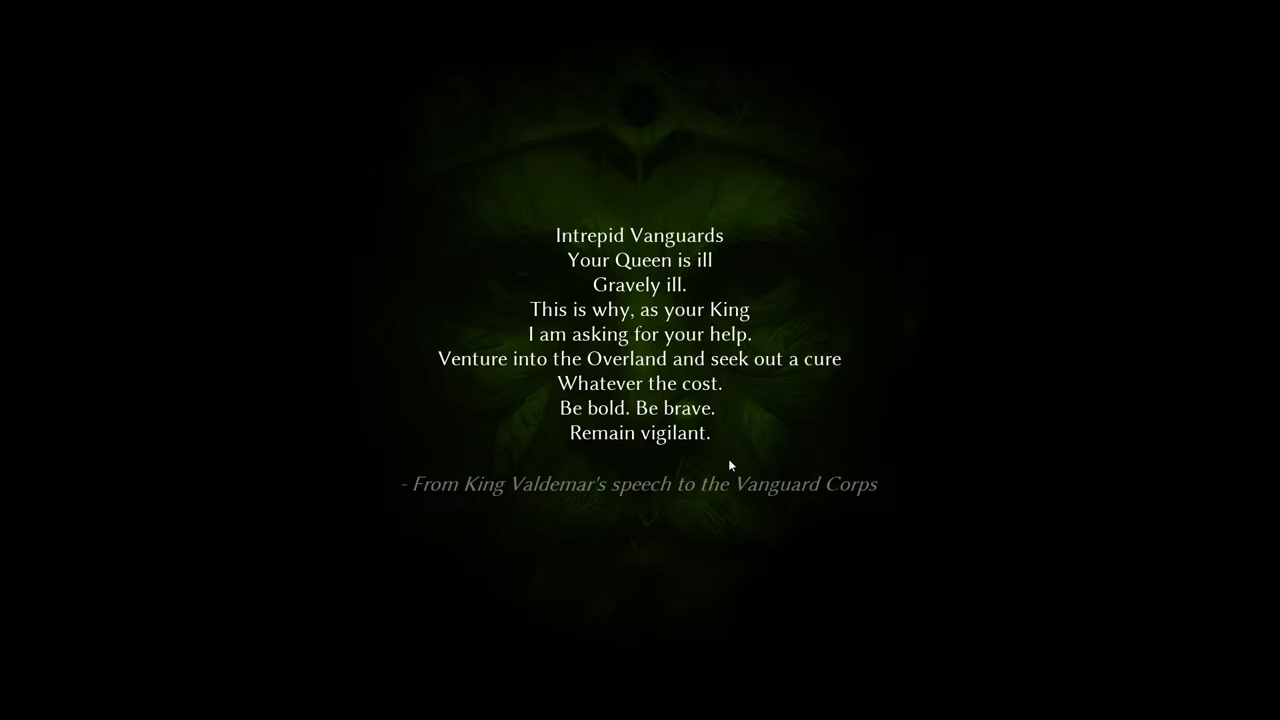 Intrepid Vanguards
Your Queen is ill
Gravely ill.
This is why, as your King
I am asking for your help.
Venture into the Overland and seek out a cure
Whatever the cost.
Be bold. Be brave.
Remain vigilant.
- From King Valdemar's speech to the Vanguard Corps